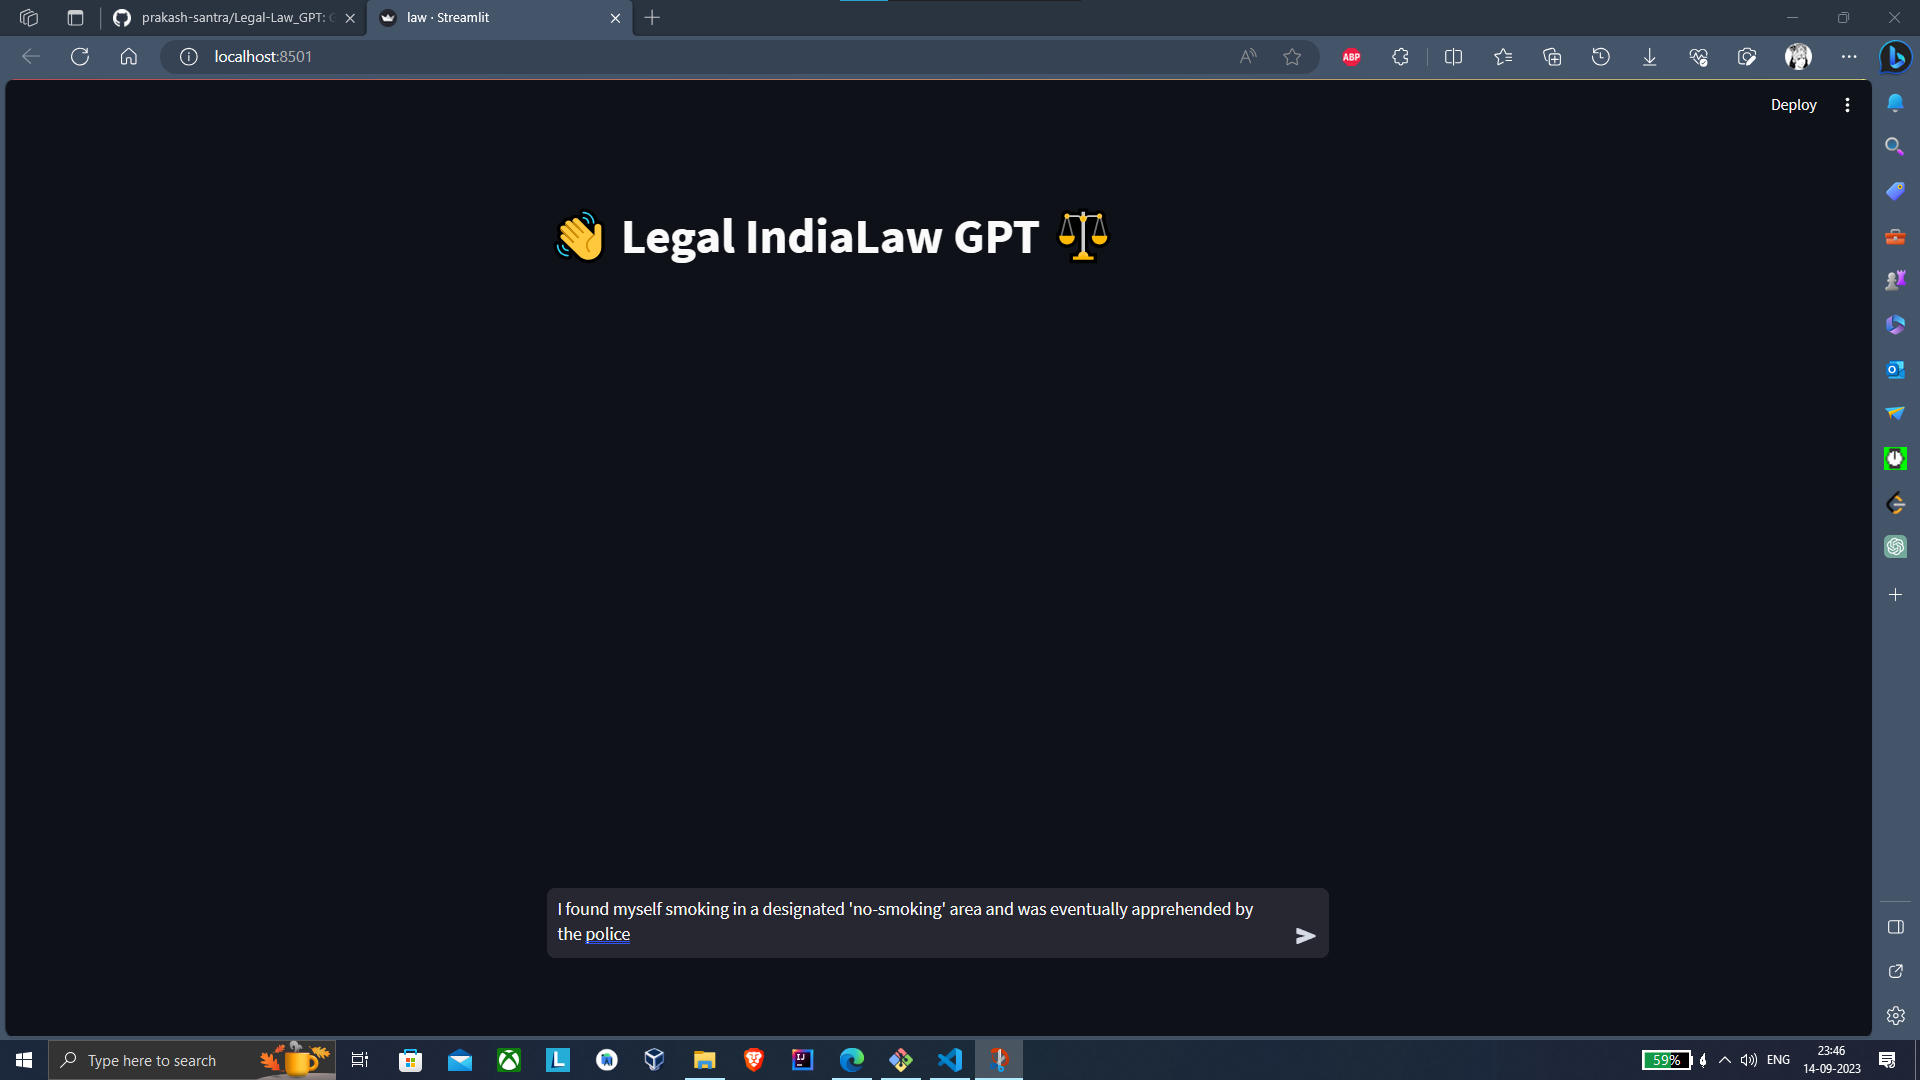 prakash-santra/Legal-Law_GPT:
law · Streamlit
localhost:8501
ABP
Deploy
👋 Legal IndiaLaw GPT ⚖️
I found myself smoking in a designated 'no-smoking' area and was eventually apprehended by
the police
Type here to search
59%
ENG
23:46
14-09-2023